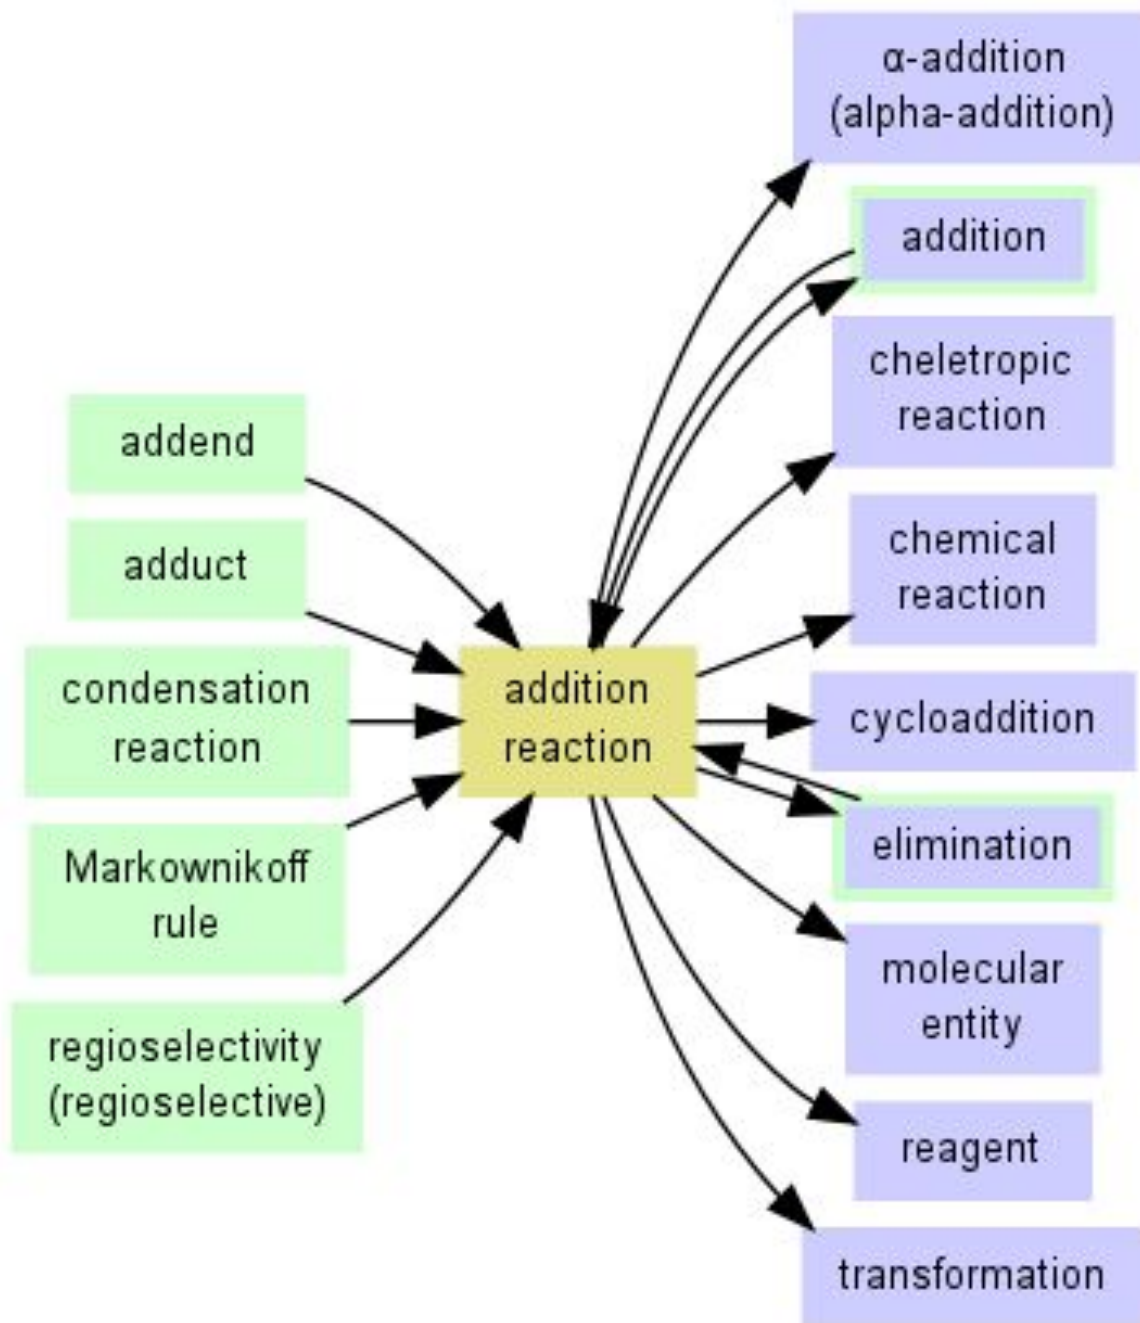 α-addition
(alpha-addition)
addition
cheletropic
reaction
addend
chemical
reaction
adduct
condensation
reaction
addition
reaction
cycloaddition
Markownikoff
rule
elimination
molecular
entity
regioselectivity
(regioselective)
reagent
transformation